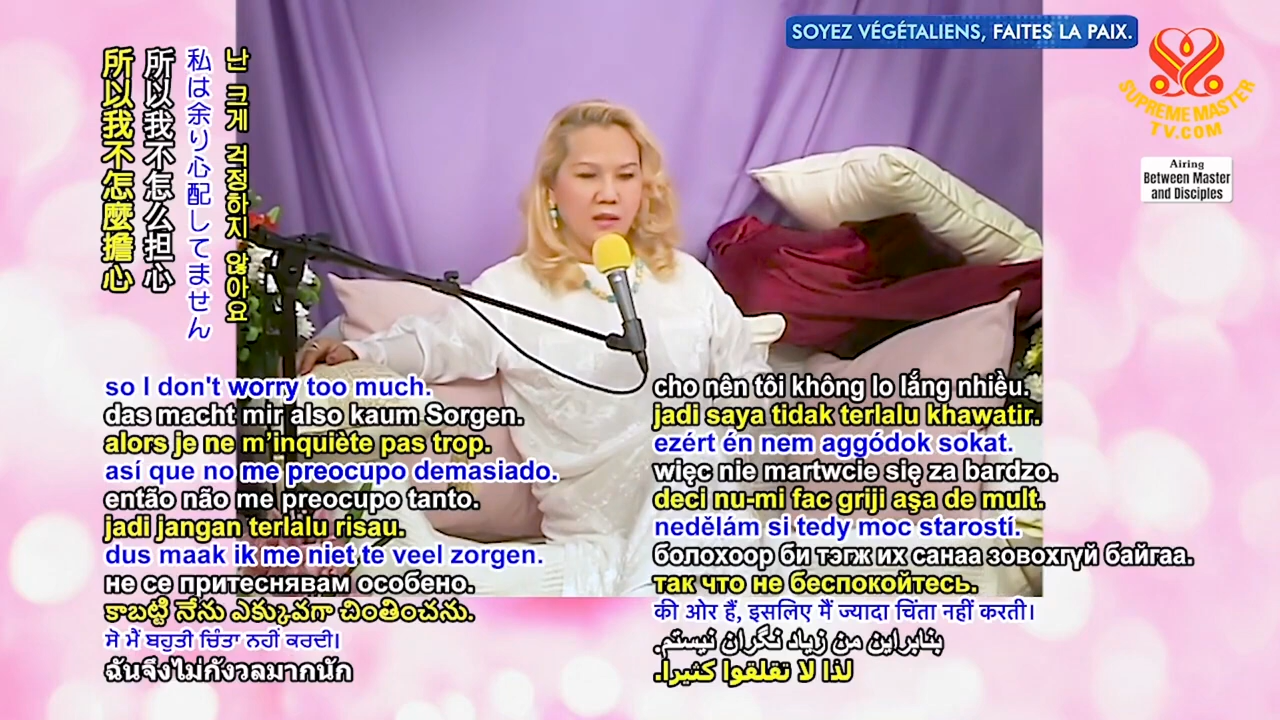 SOYEZ VÉGÉTALIENS, FAITES LA PAIX.
SUPREME MASTER
TV.COM
Airing
Between Master
and Disciples
所以我不怎麼擔心
所以我不怎么担心
私は余り心配してません
난 크게 걱정하지 않아요
so I don't worry too much.
das macht mir also kaum Sorgen.
alors je ne m’inquiète pas trop.
así que no me preocupo demasiado.
então não me preocupo tanto.
jadi jangan terlalu risau.
dus maak ik me niet te veel zorgen.
не се притеснявам особено.
కాబట్టి నేను ఎక్కువగా చింతించను.
ਸੋ ਮੈਂ ਬਹੁਤੀ ਚਿੰਤਾ ਨਹੀਂ ਕਰਦੀ।
ฉันจึงไม่กังวลมากนัก
cho nên tôi không lo lắng nhiều.
jadi saya tidak terlalu khawatir.
ezért én nem aggódok sokat.
więc nie martwcie się za bardzo.
deci nu-mi fac griji aşa de mult.
nedělám si tedy moc starostí.
болохоор би тэгж их санаа зовохгүй байгаа.
так что не беспокойтесь.
की ओर हैं, इसलिए मैं ज्यादा चिंता नहीं करती।
بنابراین من زیاد نگران نیستم.
لذا لا تقلقوا كثيرا.